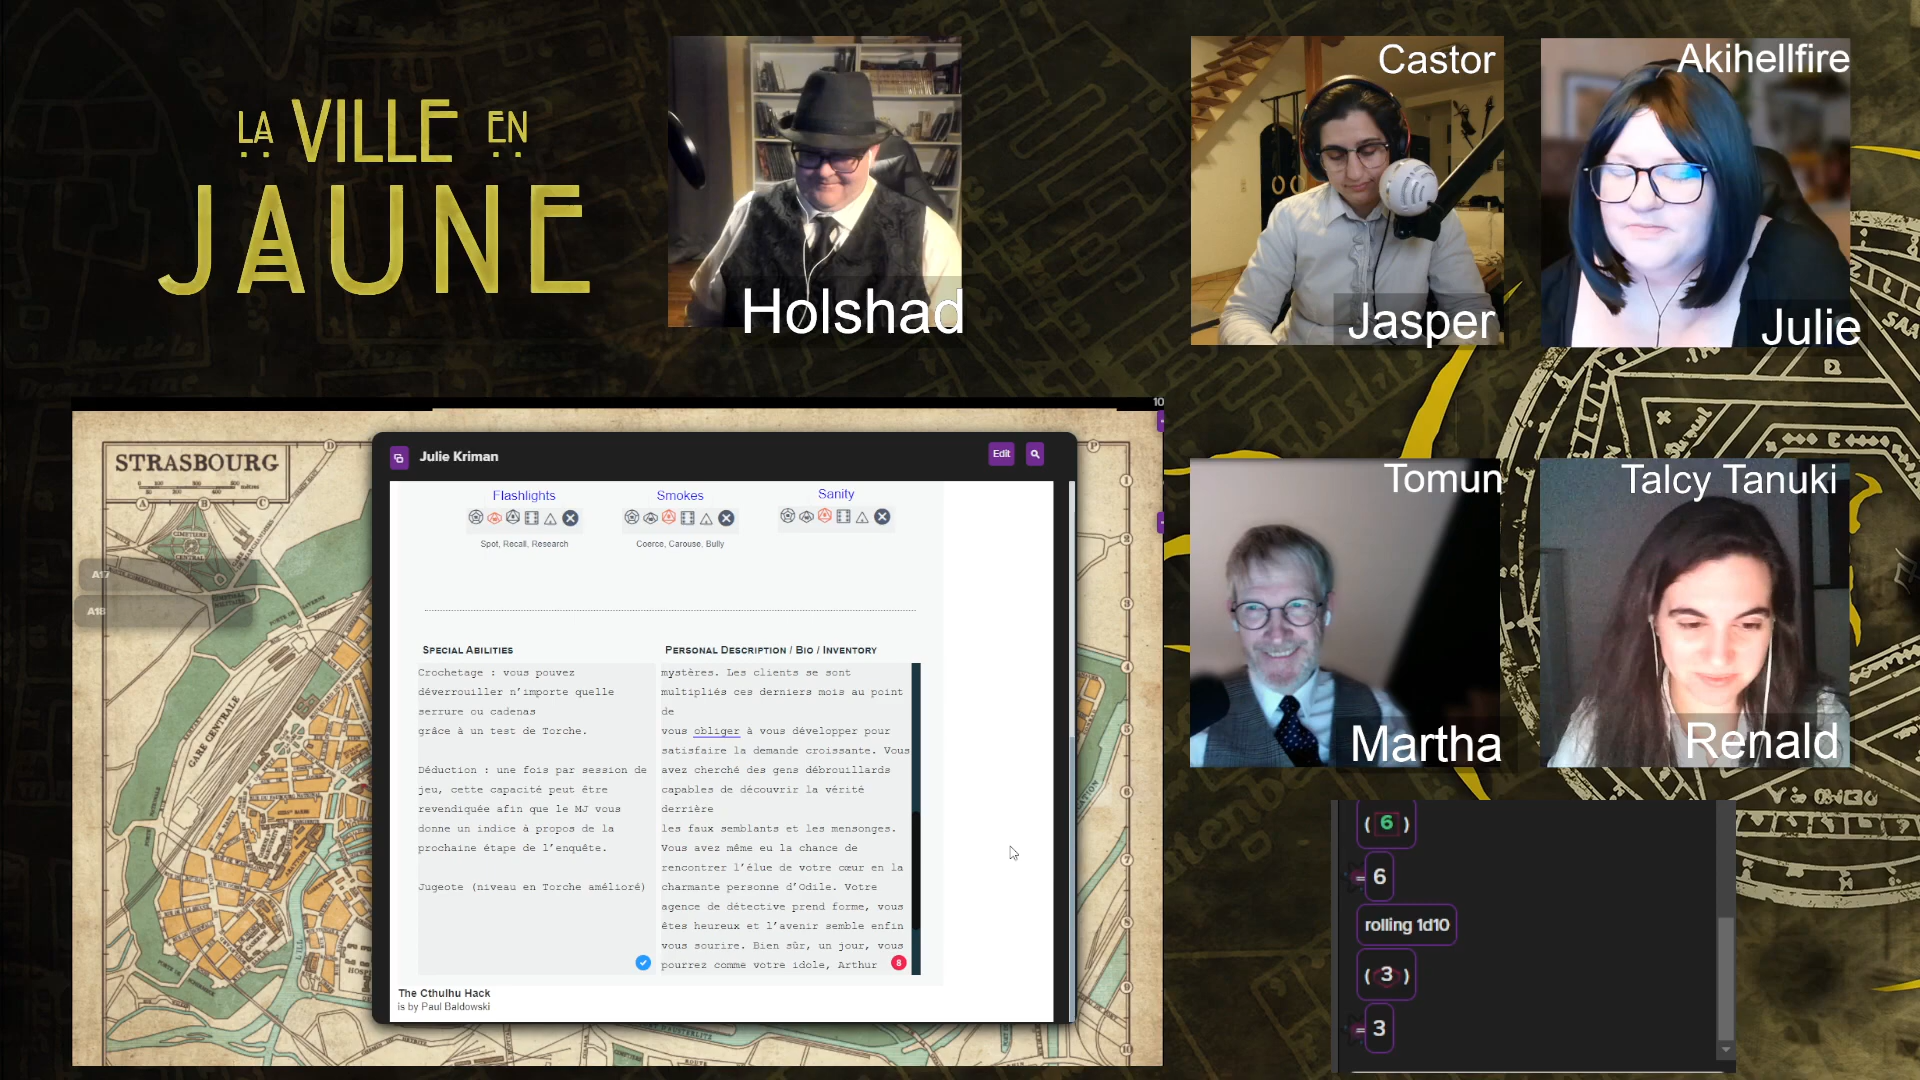 LA VILLE EN
JAUNE
Holshad
Castor
Jasper
Akihellfire
Julie
Tomun
Martha
Talcy Tanuki
Renald
10
STRASBOURG
A17
A18
GARE CENTRALE
Julie Kriman
Edit
Flashlights
Smokes
Sanity
Spot, Recall, Research
Coerce, Carouse, Bully
SPECIAL ABILITIES
Crochetage : vous pouvez
déverrouiller n’importe quelle
serrure ou cadenas
grâce à un test de Torche.
Déduction : une fois par session de
jeu, cette capacité peut être
revendiquée afin que le MJ vous
donne un indice à propos de la
prochaine étape de l’enquête.
Jugeote (niveau en Torche amélioré)
PERSONAL DESCRIPTION / BIO / INVENTORY
mystères. Les clients se sont
multipliés ces derniers mois au point
de
vous obliger à vous développer pour
satisfaire la demande croissante. Vous
avez cherché des gens débrouillards
capables de découvrir la vérité
derrière
les faux semblants et les mensonges.
Vous avez même eu la chance de
rencontrer l’élue de votre cœur en la
charmante personne d’Odile. Votre
agence de détective prend forme, vous
êtes heureux et l’avenir semble enfin
vous sourire. Bien sûr, un jour, vous
pourrez comme votre idole, Arthur
8
The Cthulhu Hack
is by Paul Baldowski
( 6 )
= 6
rolling 1d10
( 3 )
= 3